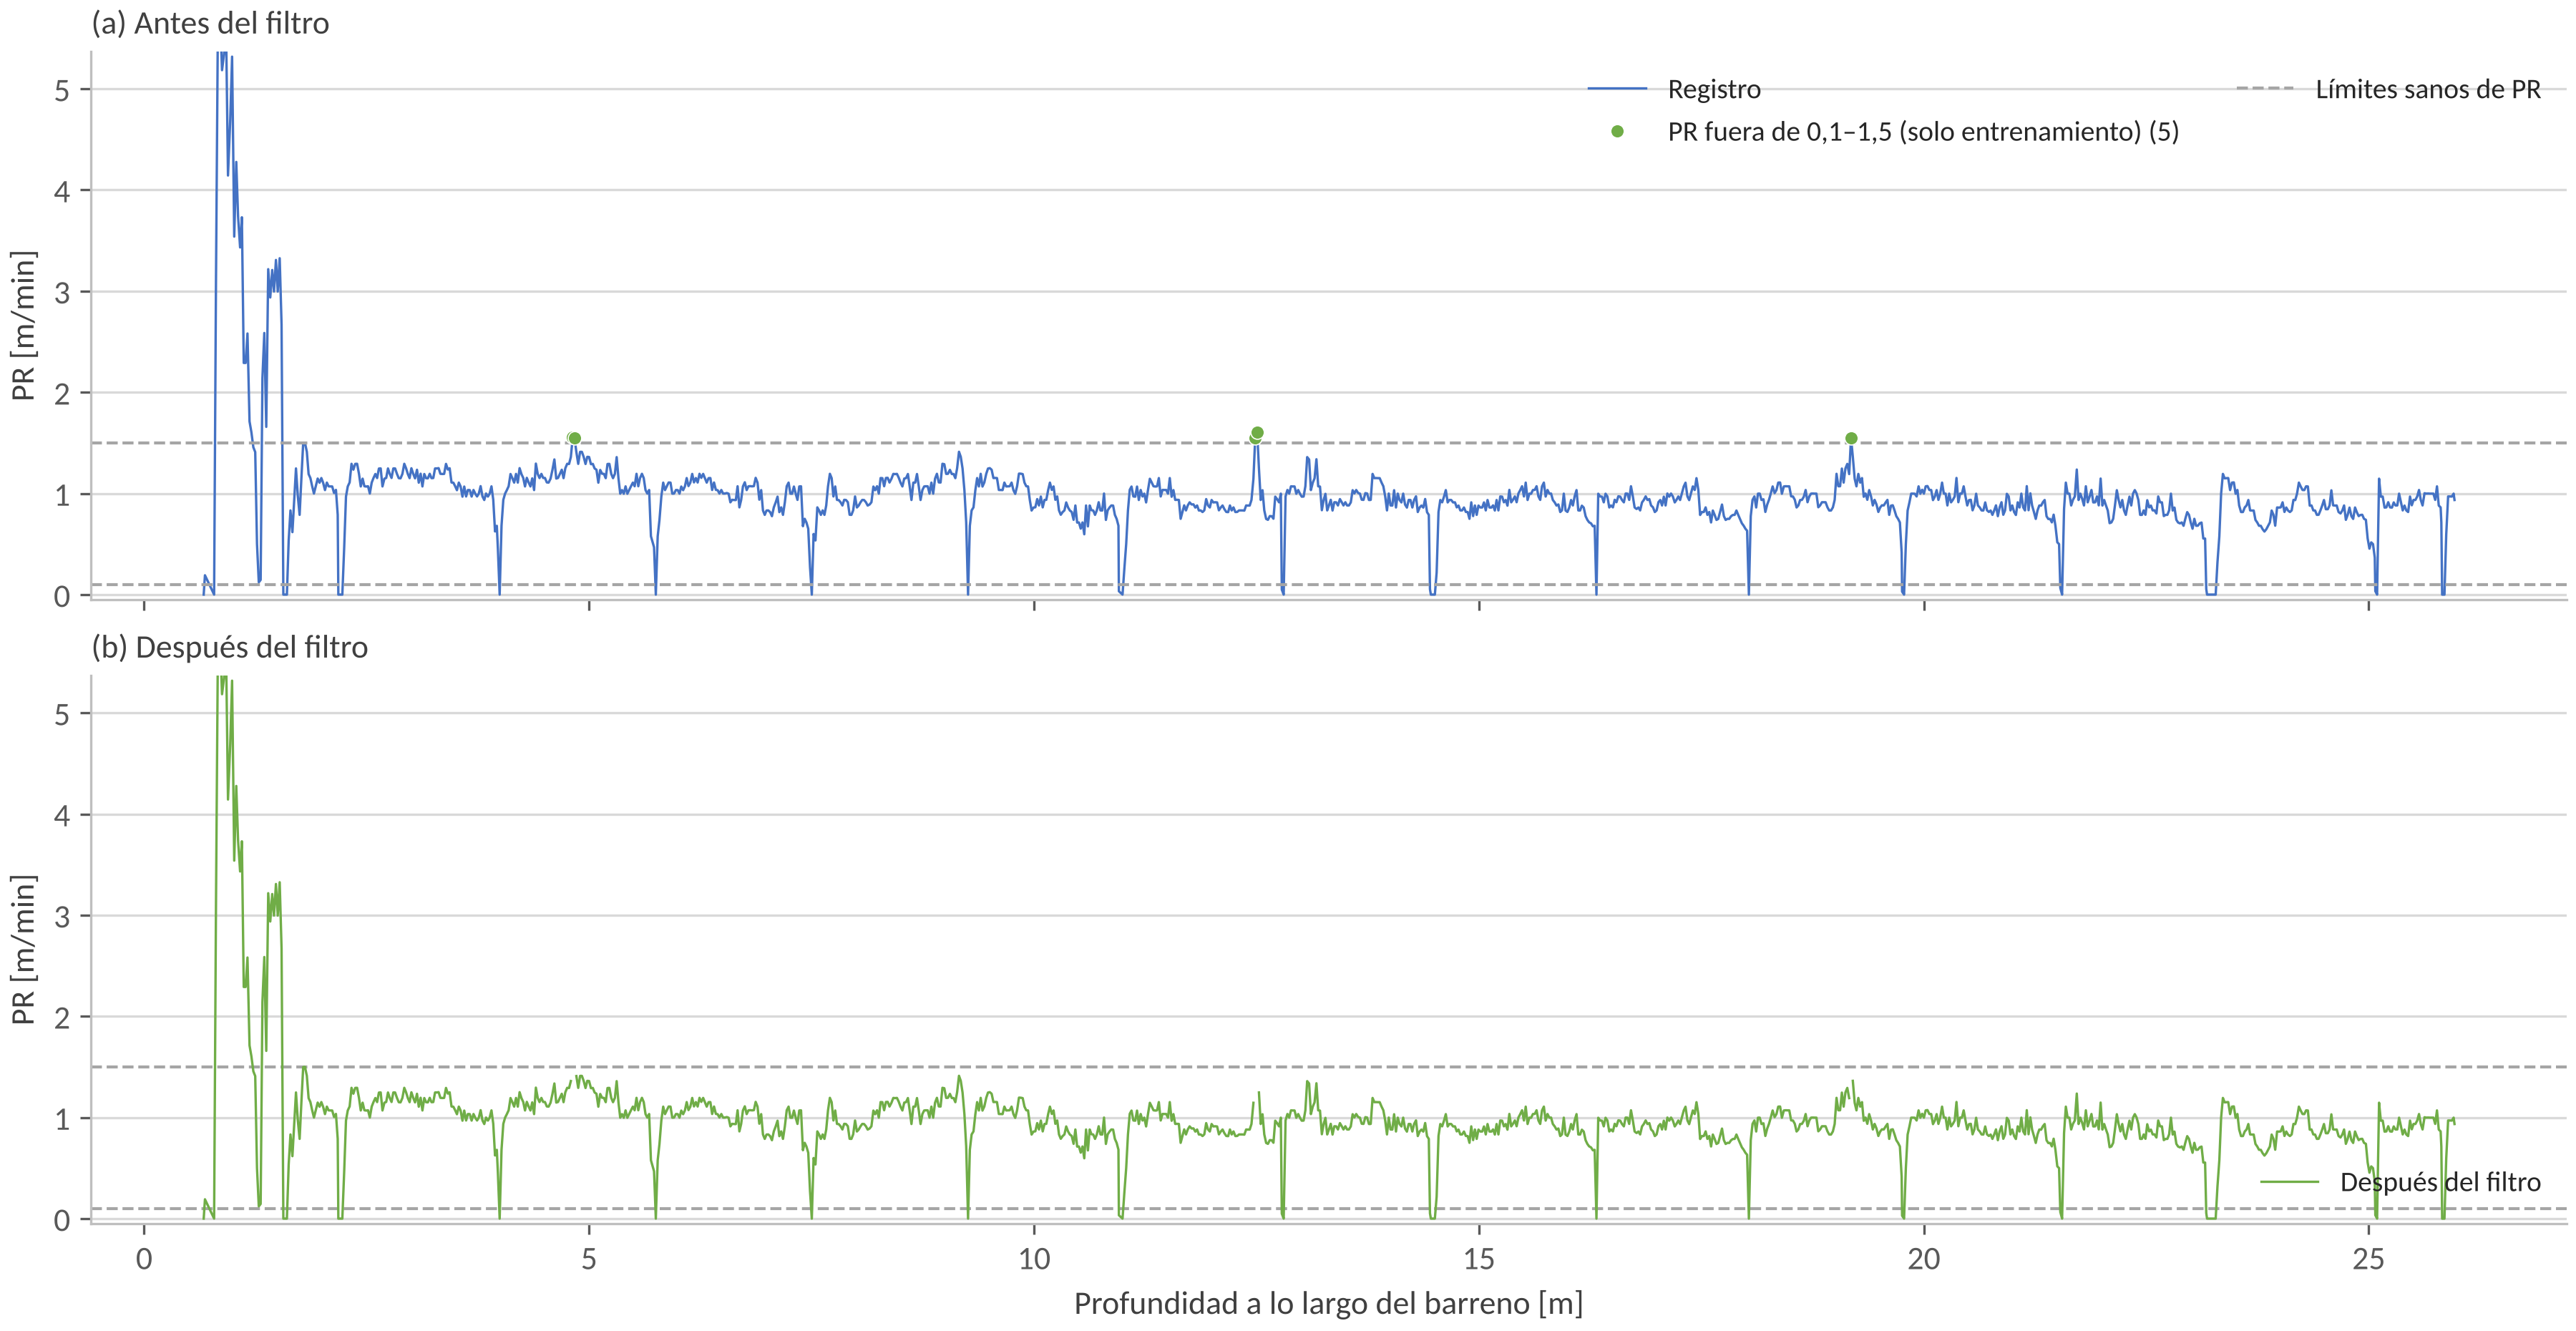 (a) Antes del filtro
Registro
Límites sanos de PR
PR fuera de 0,1–1,5 (solo entrenamiento) (5)
PR [m/min]
5
4
3
2
1
0
(b) Después del filtro
PR [m/min]
5
4
3
2
1
0
Después del filtro
0 5 10 15 20 25
Profundidad a lo largo del barreno [m]